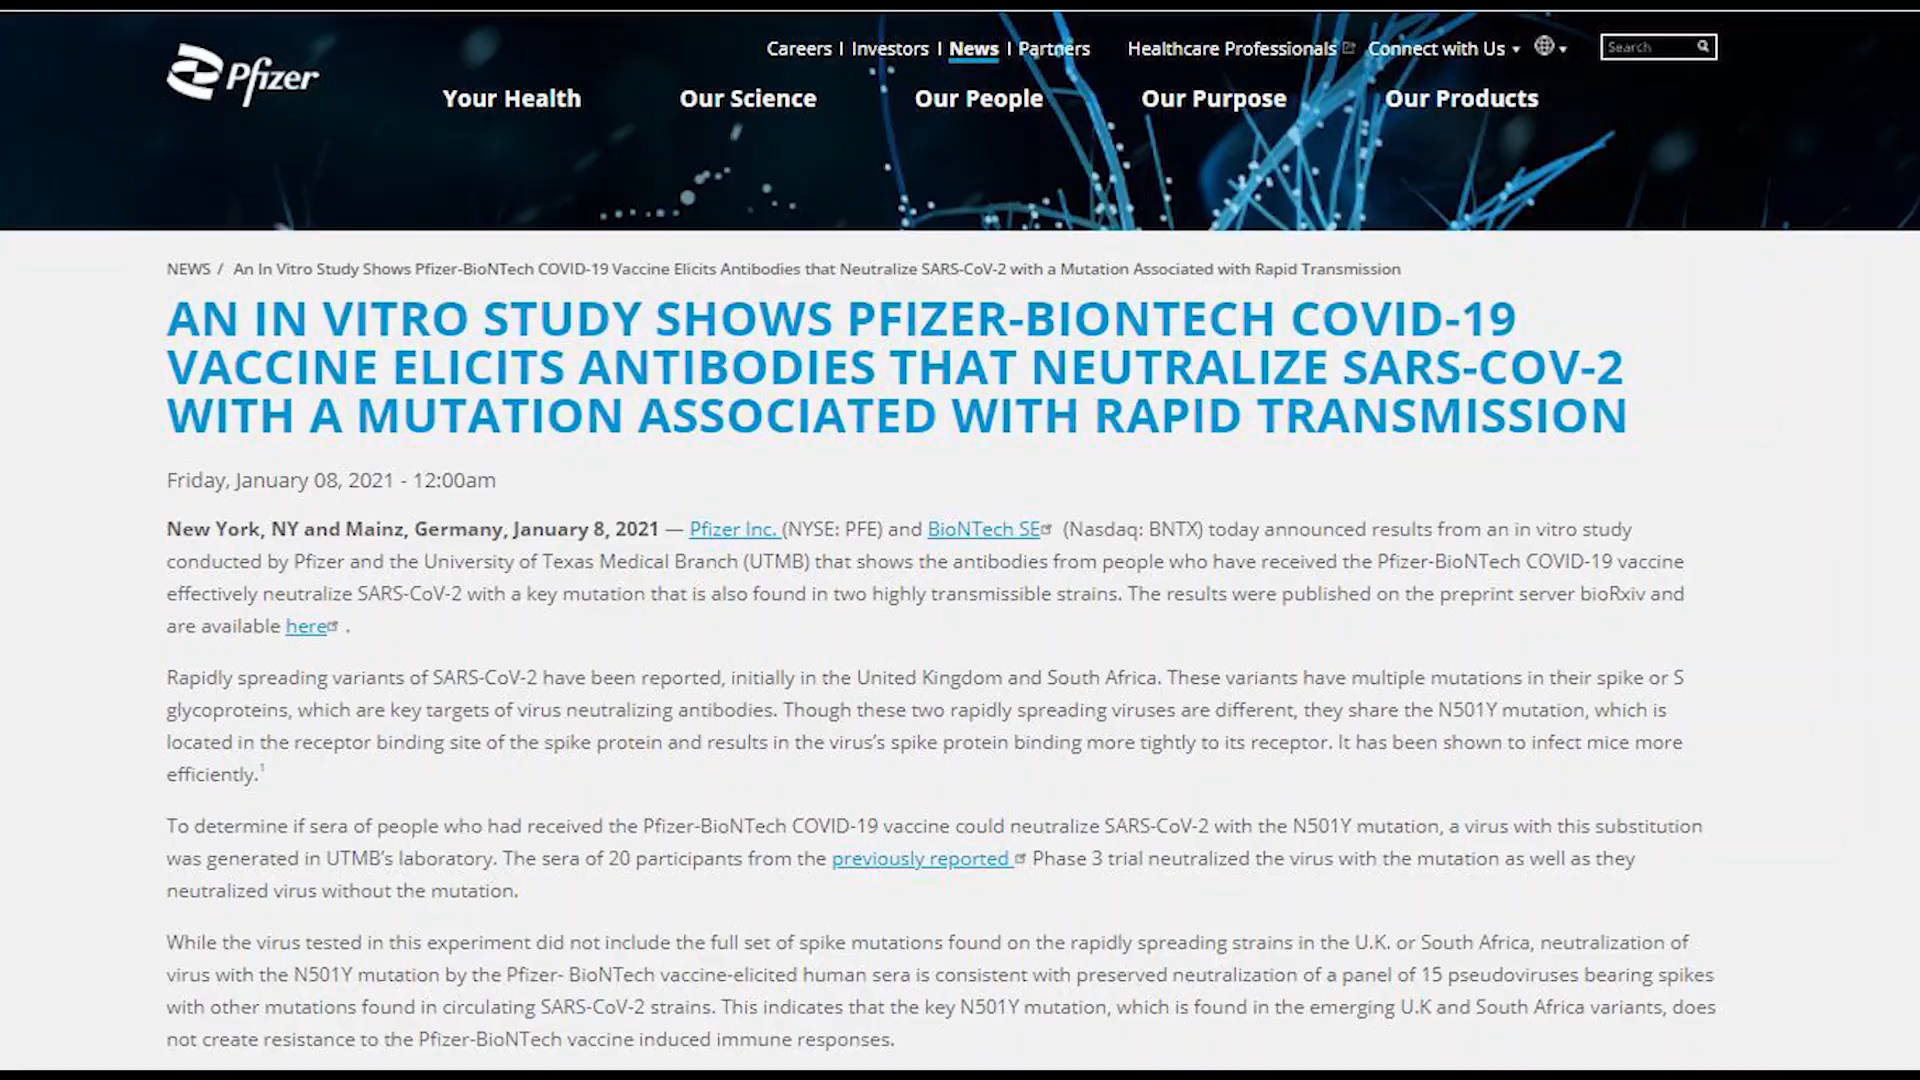 Pfizer
Careers | Investors | News | Partners Healthcare Professionals Connect with Us
Search
Your Health Our Science Our People Our Purpose Our Products
NEWS / An In Vitro Study Shows Pfizer-BioNTech COVID-19 Vaccine Elicits Antibodies that Neutralize SARS-CoV-2 with a Mutation Associated with Rapid Transmission
AN IN VITRO STUDY SHOWS PFIZER-BIONTECH COVID-19
VACCINE ELICITS ANTIBODIES THAT NEUTRALIZE SARS-COV-2
WITH A MUTATION ASSOCIATED WITH RAPID TRANSMISSION
Friday, January 08, 2021 - 12:00am
New York, NY and Mainz, Germany, January 8, 2021 — Pfizer Inc. (NYSE: PFE) and BioNTech SE (Nasdaq: BNTX) today announced results from an in vitro study
conducted by Pfizer and the University of Texas Medical Branch (UTMB) that shows the antibodies from people who have received the Pfizer-BioNTech COVID-19 vaccine
effectively neutralize SARS-CoV-2 with a key mutation that is also found in two highly transmissible strains. The results were published on the preprint server bioRxiv and
are available here .
Rapidly spreading variants of SARS-CoV-2 have been reported, initially in the United Kingdom and South Africa. These variants have multiple mutations in their spike or S
glycoproteins, which are key targets of virus neutralizing antibodies. Though these two rapidly spreading viruses are different, they share the N501Y mutation, which is
located in the receptor binding site of the spike protein and results in the virus’s spike protein binding more tightly to its receptor. It has been shown to infect mice more
efficiently.1
To determine if sera of people who had received the Pfizer-BioNTech COVID-19 vaccine could neutralize SARS-CoV-2 with the N501Y mutation, a virus with this substitution
was generated in UTMB’s laboratory. The sera of 20 participants from the previously reported Phase 3 trial neutralized the virus with the mutation as well as they
neutralized virus without the mutation.
While the virus tested in this experiment did not include the full set of spike mutations found on the rapidly spreading strains in the U.K. or South Africa, neutralization of
virus with the N501Y mutation by the Pfizer- BioNTech vaccine-elicited human sera is consistent with preserved neutralization of a panel of 15 pseudoviruses bearing spikes
with other mutations found in circulating SARS-CoV-2 strains. This indicates that the key N501Y mutation, which is found in the emerging U.K and South Africa variants, does
not create resistance to the Pfizer-BioNTech vaccine induced immune responses.